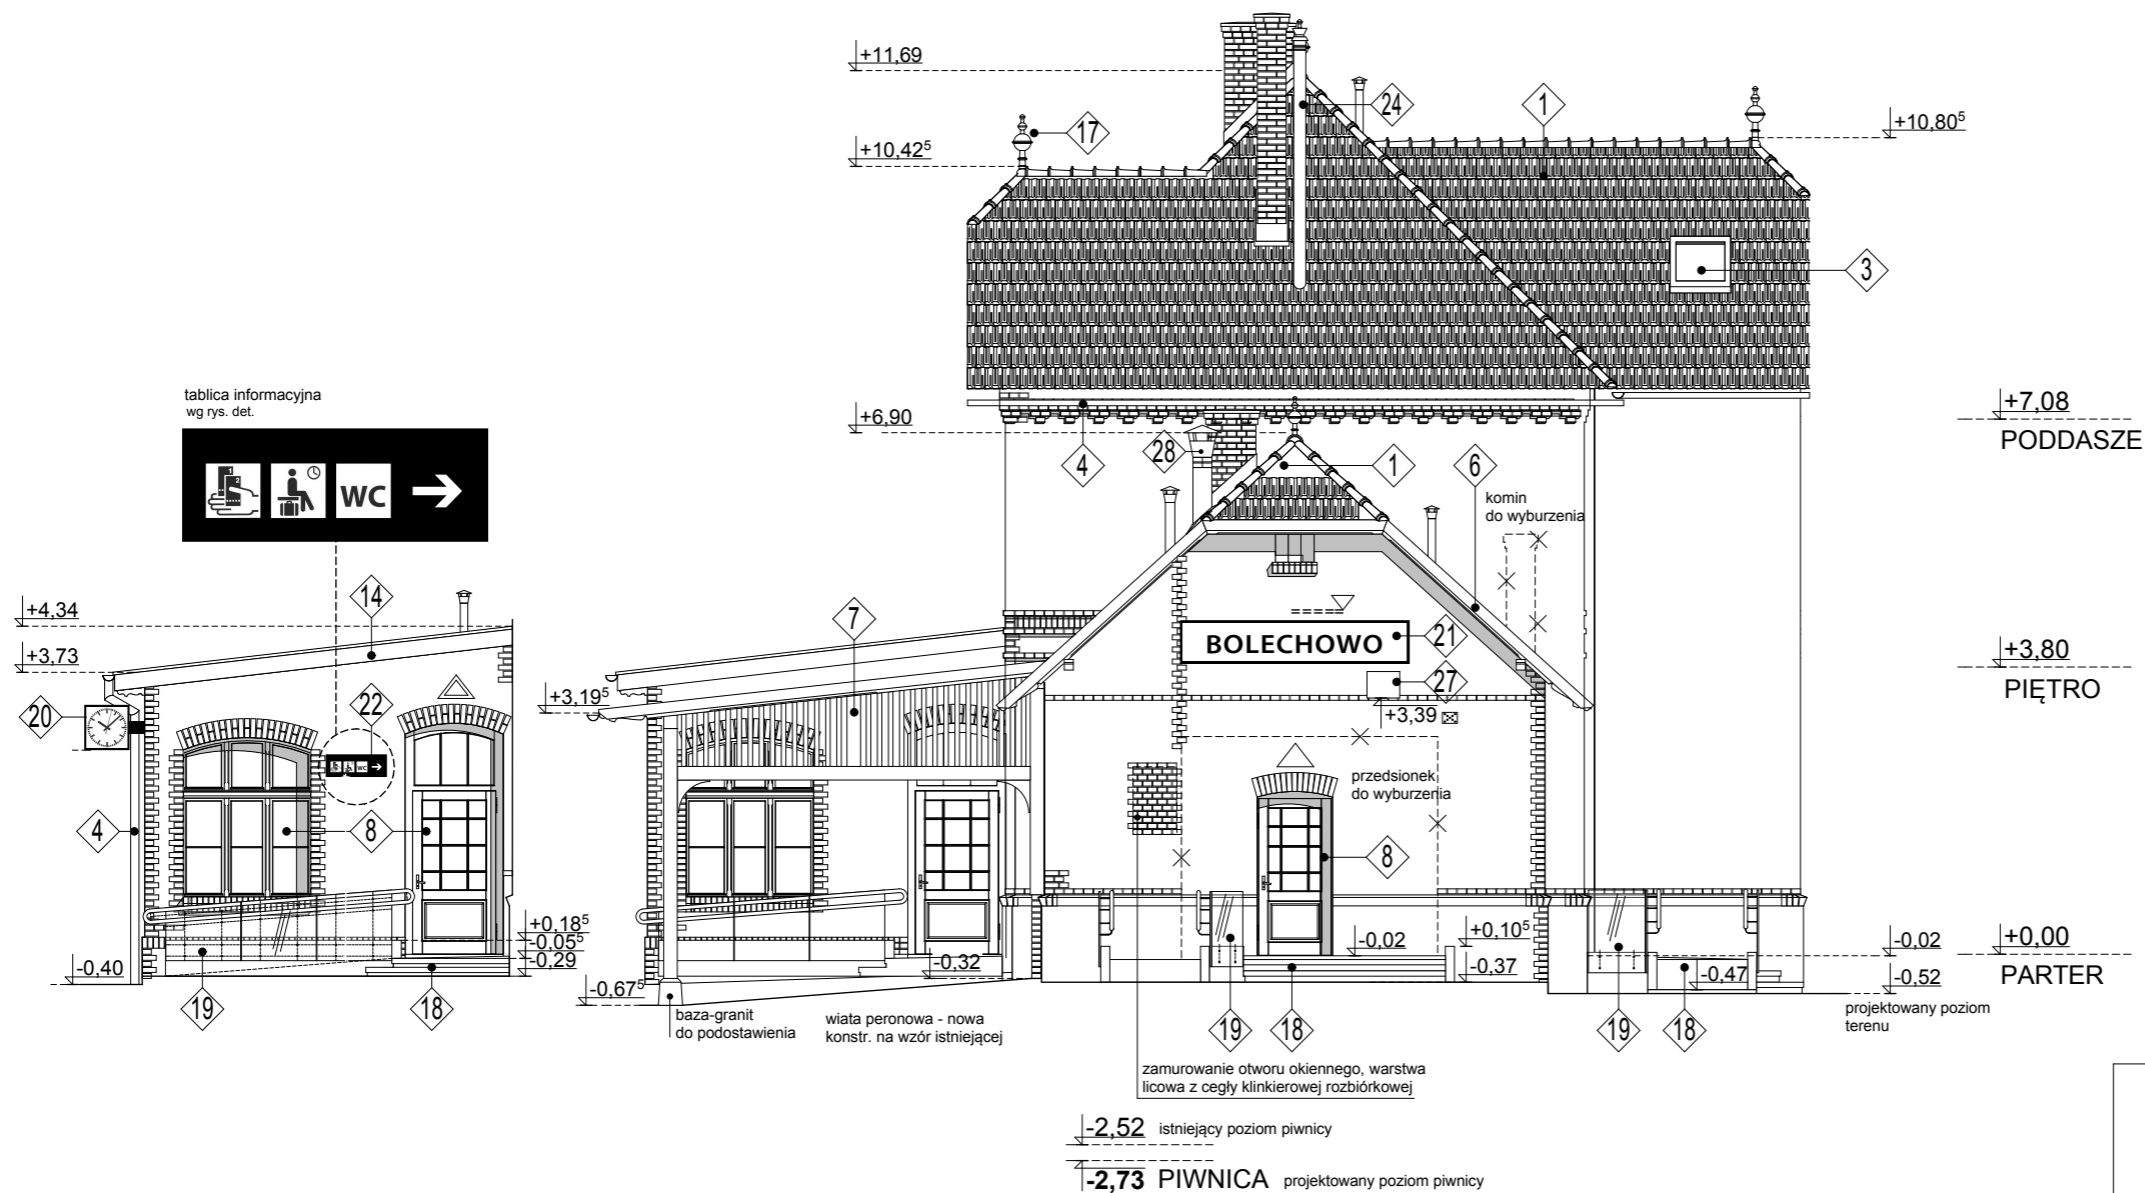 +11,69
24
1
17
+10,80⁵
+10,42⁵
3
tablica informacyjna
wg rys. det.
+7,08
PODDASZE
+6,90
28
4
1
6
komin
do wyburzenia
WC
14
7
+4,34
+3,73
BOLECHOWO
21
+3,80
PIĘTRO
20
22
+3,19⁵
27
+3,39
WC
przedsionek
do wyburzenia
4
8
8
+0,18⁵
-0,05⁵
-0,29
-0,40
-0,32
-0,02
+0,10⁵
-0,37
-0,02
+0,00
PARTER
-0,47
-0,52
-0,67⁵
19
18
baza-granit
do podostawienia
wiata peronowa - nowa
konstr. na wzór istniejącej
19
18
19
18
projektowany poziom
terenu
zamurowanie otworu okiennego, warstwa
licowa z cegły klinkierowej rozbiórkowej
-2,52 istniejący poziom piwnicy
-2,73 PIWNICA projektowany poziom piwnicy